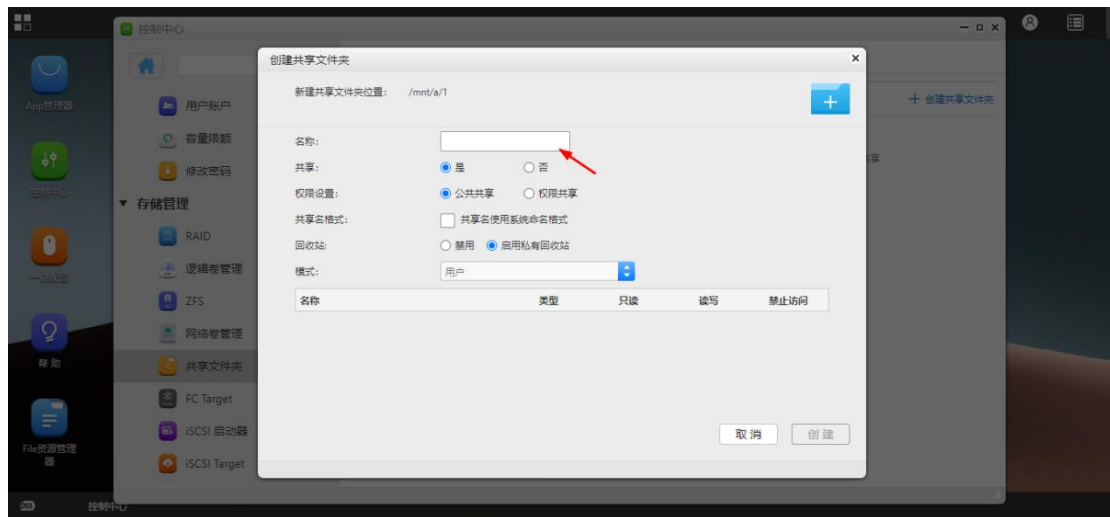 控制中心
创建共享文件夹
新建共享文件夹位置: /mnt/a/1
名称:
共享: 是 否
权限设置: 公共共享 权限共享
共享名格式: 共享名使用系统命名格式
回收站: 禁用 启用私有回收站
模式: 用户
名称 类型 只读 读写 禁止访问
取消 创建
+ 创建共享文件夹
共享
用户账户
容量限额
修改密码
存储管理
RAID
逻辑卷管理
ZFS
网络卷管理
共享文件夹
FC Target
iSCSI 启动器
iSCSI Target
App管理器
控制中心
帮助
File资源管理器
控制中心